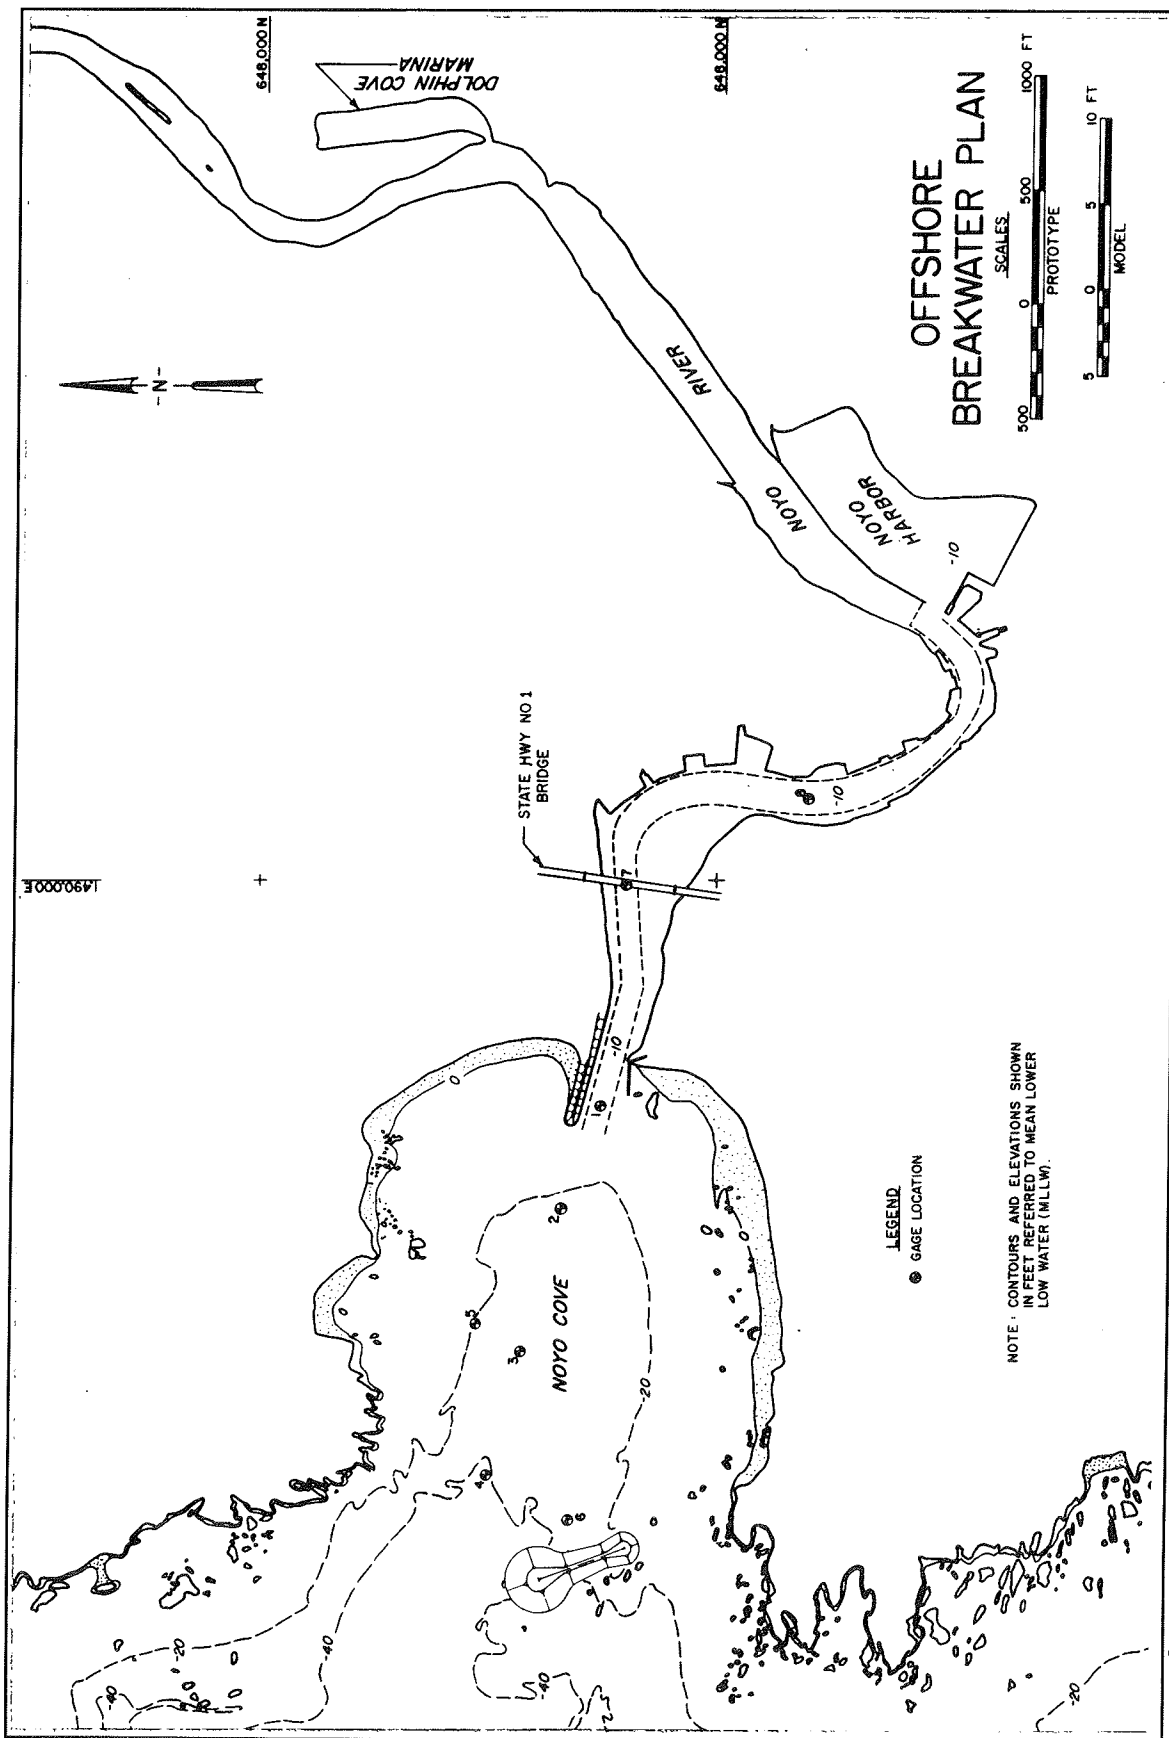 OFFSHORE
BREAKWATER PLAN
SCALES
500 0 500 1000 FT
PROTOTYPE
5 0 5 10 FT
MODEL
648,000 N
648,000 N
1,490,000 E
-N-
DOLPHIN COVE
MARINA
RIVER
NOYO
NOYO
HARBOR
-10
STATE HWY NO 1
BRIDGE
7
8
-10
-10
1
0
0
2
5
3
NOYO COVE
-20
4
6
-20
-40
-40
-40
-20
LEGEND
GAGE LOCATION
NOTE: CONTOURS AND ELEVATIONS SHOWN
IN FEET REFERRED TO MEAN LOWER
LOW WATER (MLLW).